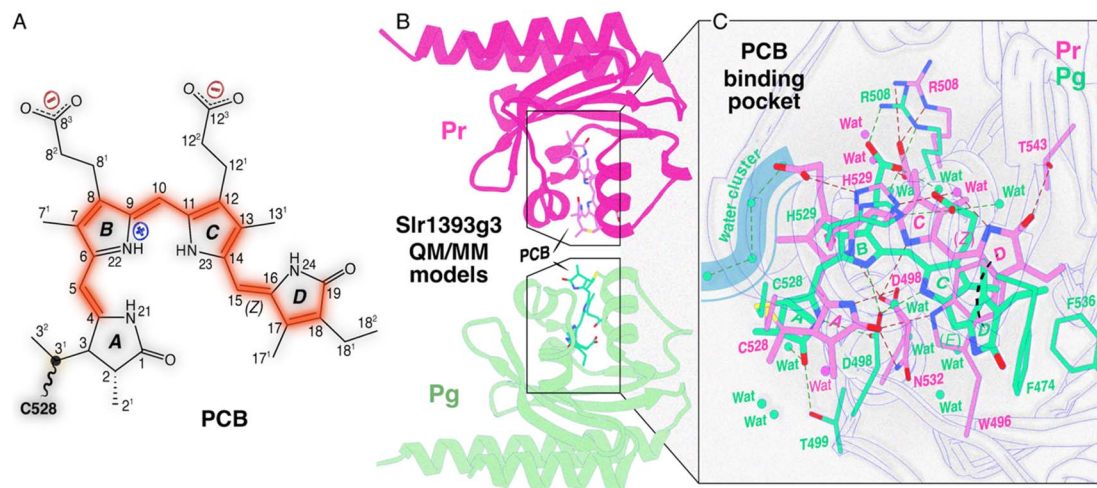 A
O
O
8³
8²
8¹
8
7¹
7
B
9
6
NH
22
5
4
10
O
O
12³
12²
12¹
12
11
C
13
13¹
HN
23
14
15
(Z)
16
H
N
24
D
19
O
17
17¹
18
18¹
18²
H
N
21
A
3
3¹
3²
2
2¹
1
O
C528
PCB
B
Pr
Slr1393g3
QM/MM
models
PCB
Pg
C
PCB
binding
pocket
Pr
Pg
R508
R508
Wat
Wat
T543
H529
Wat
Wat
Wat
water cluster
H529
B
B
C
(Z)
D
C528
A
A
D498
C
D
(E)
F536
C528
Wat
Wat
D498
Wat
Wat
N532
F474
Wat
Wat
Wat
Wat
T499
W496